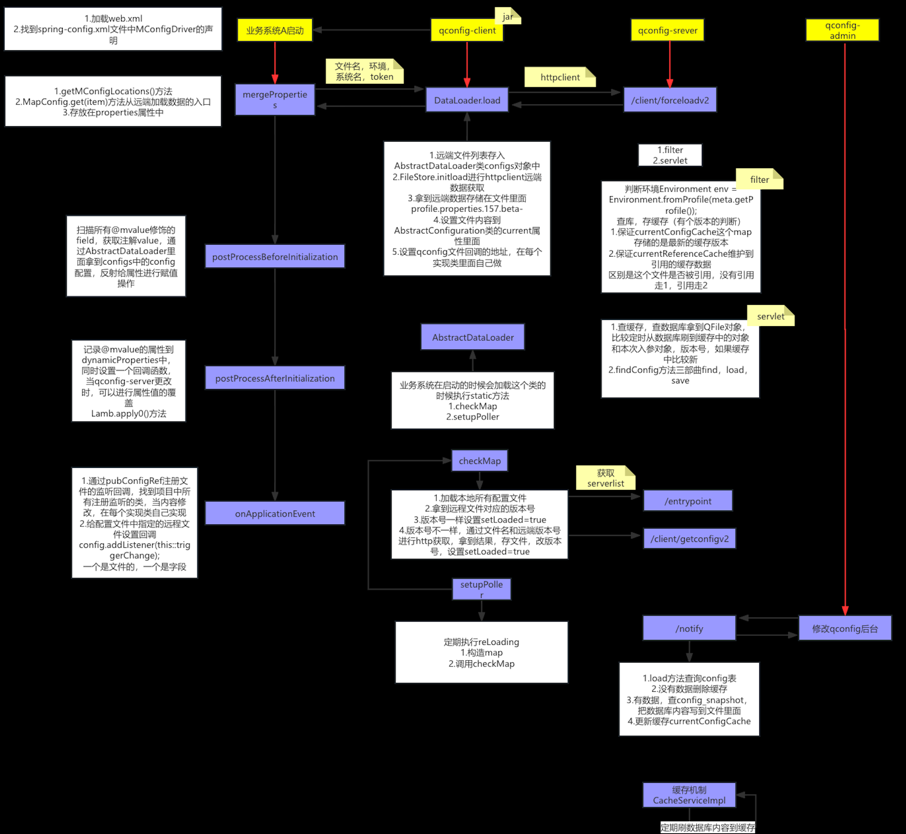 1.加载web.xml
2.找到spring-config.xml文件中MConfigDriver的声
明
业务系统A启动
qconfig-client
jar
qconfig-srever
qconfig-
admin
1.getMConfigLocations()方法
2.MapConfig.get(item)方法从远端加载数据的入口
3.存放在properties属性中
mergePropertie
s
文件名，环境，
系统名，token
DataLoader.load
httpclient
/client/forceloadv2
1.远端文件列表存入
AbstractDataLoader类configs对象中
2.FileStore.initload进行httpclient远端
数据获取
3.拿到远端数据存储在文件里面
profile.properties.157.beta-
4.设置文件内容到
AbstractConfiguration类的current属
性里面
5.设置qconfig文件回调的地址，在每个
实现类里面自己做
1.filter
2.servlet
filter
判断环境Environment env =
Environment.fromProfile(meta.getP
rofile());
查库，存缓存（有个版本的判断）
1.保证currentConfigCache这个map
存储的是最新的缓存版本
2.保证currentReferenceCache维护到
引用的缓存数据
区别是这个文件是否被引用，没有引用
走1，引用走2
扫描所有@mvalue修饰的
field，获取注解value，通
过AbstractDataLoader里
面拿到configs中的config
配置，反射给属性进行赋值
操作
postProcessBeforeInitialization
servlet
1.查缓存，查数据库拿到QFile对象，
比较定时从数据库刷到缓存中的对象
和本次入参对象，版本号，如果缓存
中比较新
2.findConfig方法三部曲find，load，
save
AbstractDataLoader
记录@mvalue的属性到
dynamicProperties中，
同时设置一个回调函数，
当qconfig-server更改
时，可以进行属性值的覆
盖
Lamb.apply0()方法
postProcessAfterInitialization
业务系统在启动的时候会加载这个类的
时候执行static方法
1.checkMap
2.setupPoller
checkMap
获取
serverlist
1.通过pubConfigRef注册文
件的监听回调，找到项目中所
有注册监听的类，当内容修
改，在每个实现类自己实现
2.给配置文件中指定的远程文
件设置回调
config.addListener(this::tri
ggerChange);
一个是文件的，一个是字段
onApplicationEvent
1.加载本地所有配置文件
2.拿到远程文件对应的版本号
3.版本号一样设置setLoaded=true
4.版本号不一样，通过文件名和远端版本号
进行http获取，拿到结果，存文件，改版本
号，设置setLoaded=true
/entrypoint
/client/getconfigv2
setupPolle
r
定期执行reLoading
1.构造map
2.调用checkMap
/notify
修改qconfig后台
1.load方法查询config表
2.没有数据删除缓存
3.有数据，查config_snapshot，
把数据库内容写到文件里面
4.更新缓存currentConfigCache
缓存机制
CacheServiceImpl
定期刷数据库内容到缓存